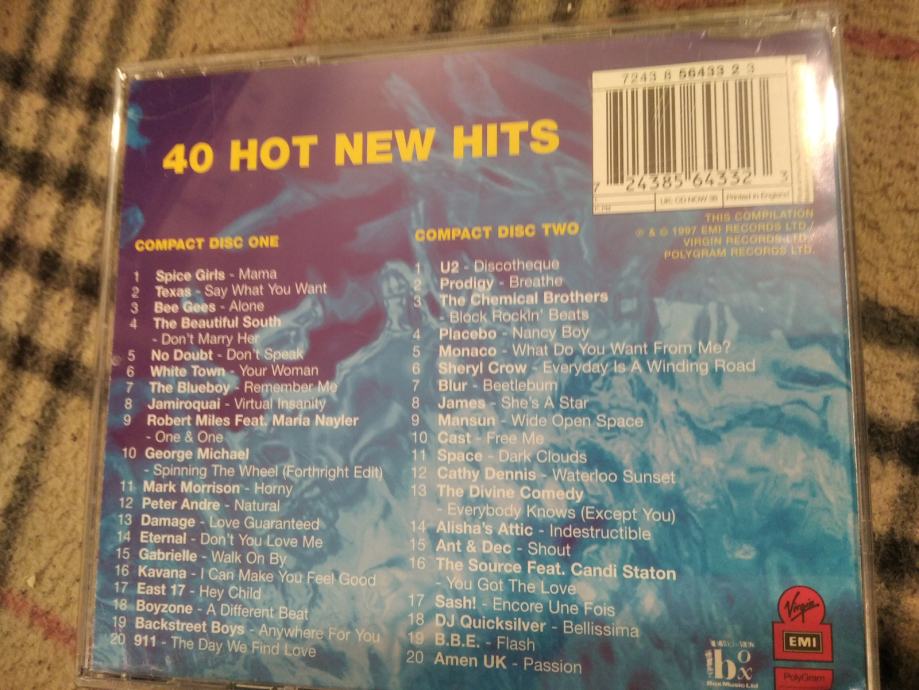 7243 8 56433 2 3
7 24385 64332 3
UK: CD NOW 36
Printed in England
40 HOT NEW HITS
THIS COMPILATION
℗ & © 1997 EMI RECORDS LTD./
VIRGIN RECORDS LTD./
POLYGRAM RECORDS LTD.
COMPACT DISC ONE
1 Spice Girls - Mama
2 Texas - Say What You Want
3 Bee Gees - Alone
4 The Beautiful South
- Don't Marry Her
5 No Doubt - Don't Speak
6 White Town - Your Woman
7 The Blueboy - Remember Me
8 Jamiroquai - Virtual Insanity
9 Robert Miles Feat. Maria Nayler
- One & One
10 George Michael
- Spinning The Wheel (Forthright Edit)
11 Mark Morrison - Horny
12 Peter Andre - Natural
13 Damage - Love Guaranteed
14 Eternal - Don't You Love Me
15 Gabrielle - Walk On By
16 Kavana - I Can Make You Feel Good
17 East 17 - Hey Child
18 Boyzone - A Different Beat
19 Backstreet Boys - Anywhere For You
20 911 - The Day We Find Love
COMPACT DISC TWO
1 U2 - Discotheque
2 Prodigy - Breathe
3 The Chemical Brothers
- Block Rockin' Beats
4 Placebo - Nancy Boy
5 Monaco - What Do You Want From Me?
6 Sheryl Crow - Everyday Is A Winding Road
7 Blur - Beetlebum
8 James - She's A Star
9 Mansun - Wide Open Space
10 Cast - Free Me
11 Space - Dark Clouds
12 Cathy Dennis - Waterloo Sunset
13 The Divine Comedy
- Everybody Knows (Except You)
14 Alisha's Attic - Indestructible
15 Ant & Dec - Shout
16 The Source Feat. Candi Staton
- You Got The Love
17 Sash! - Encore Une Fois
18 DJ Quicksilver - Bellissima
19 B.B.E. - Flash
20 Amen UK - Passion
box
Box Music Ltd
Virgin
EMI
PolyGram